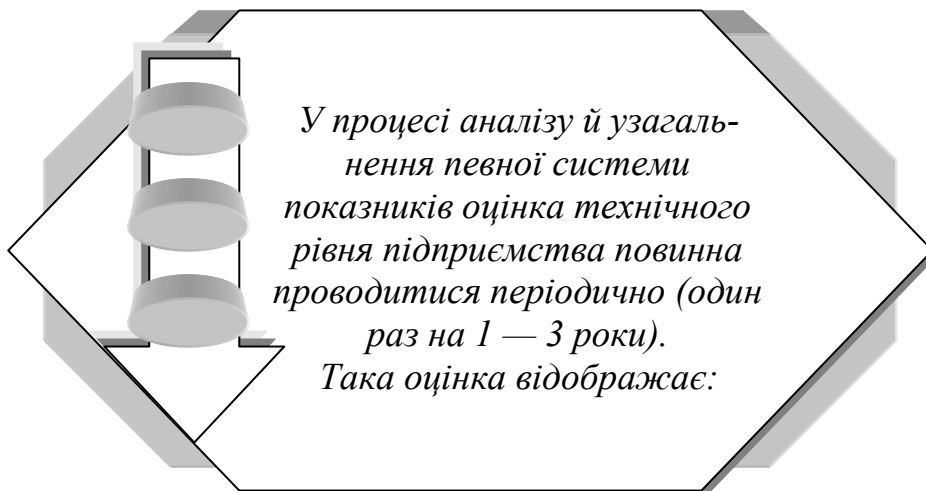 У процесі аналізу й узагаль-
нення певної системи
показників оцінка технічного
рівня підприємства повинна
проводитися періодично (один
раз на 1 — 3 роки).
Така оцінка відображає: